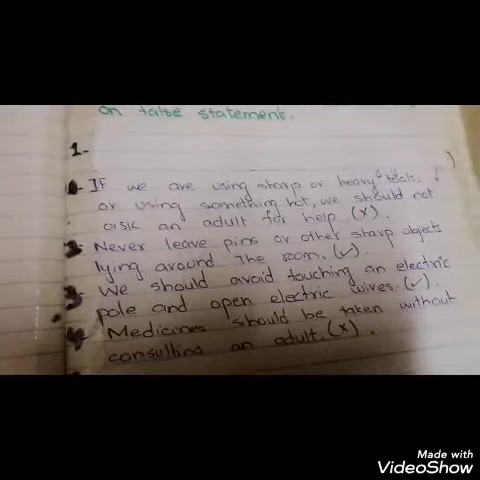 on false statement.
1-
If we are using sharp or heavy tools,
or using something hot, we should not
ask an adult for help. (X).
2- Never leave pins or other sharp objects
lying around The room. (✓).
3- We should avoid touching an electric
pole and open electric wires. (✓).
4- Medicines should be taken without
consulting an adult. (X).
Made with
VideoShow